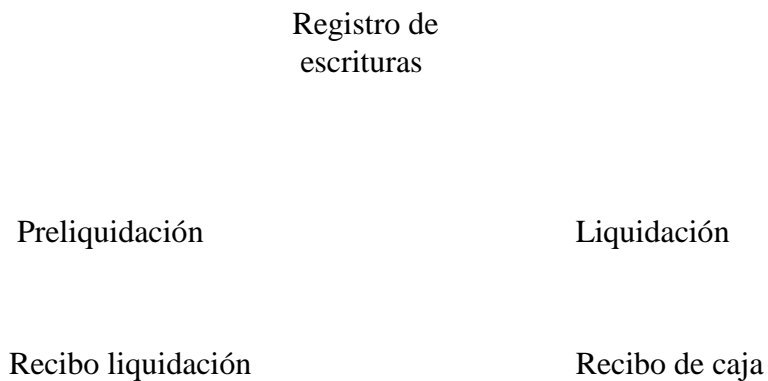 Registro de
escrituras
Preliquidación
Liquidación
Recibo liquidación
Recibo de caja